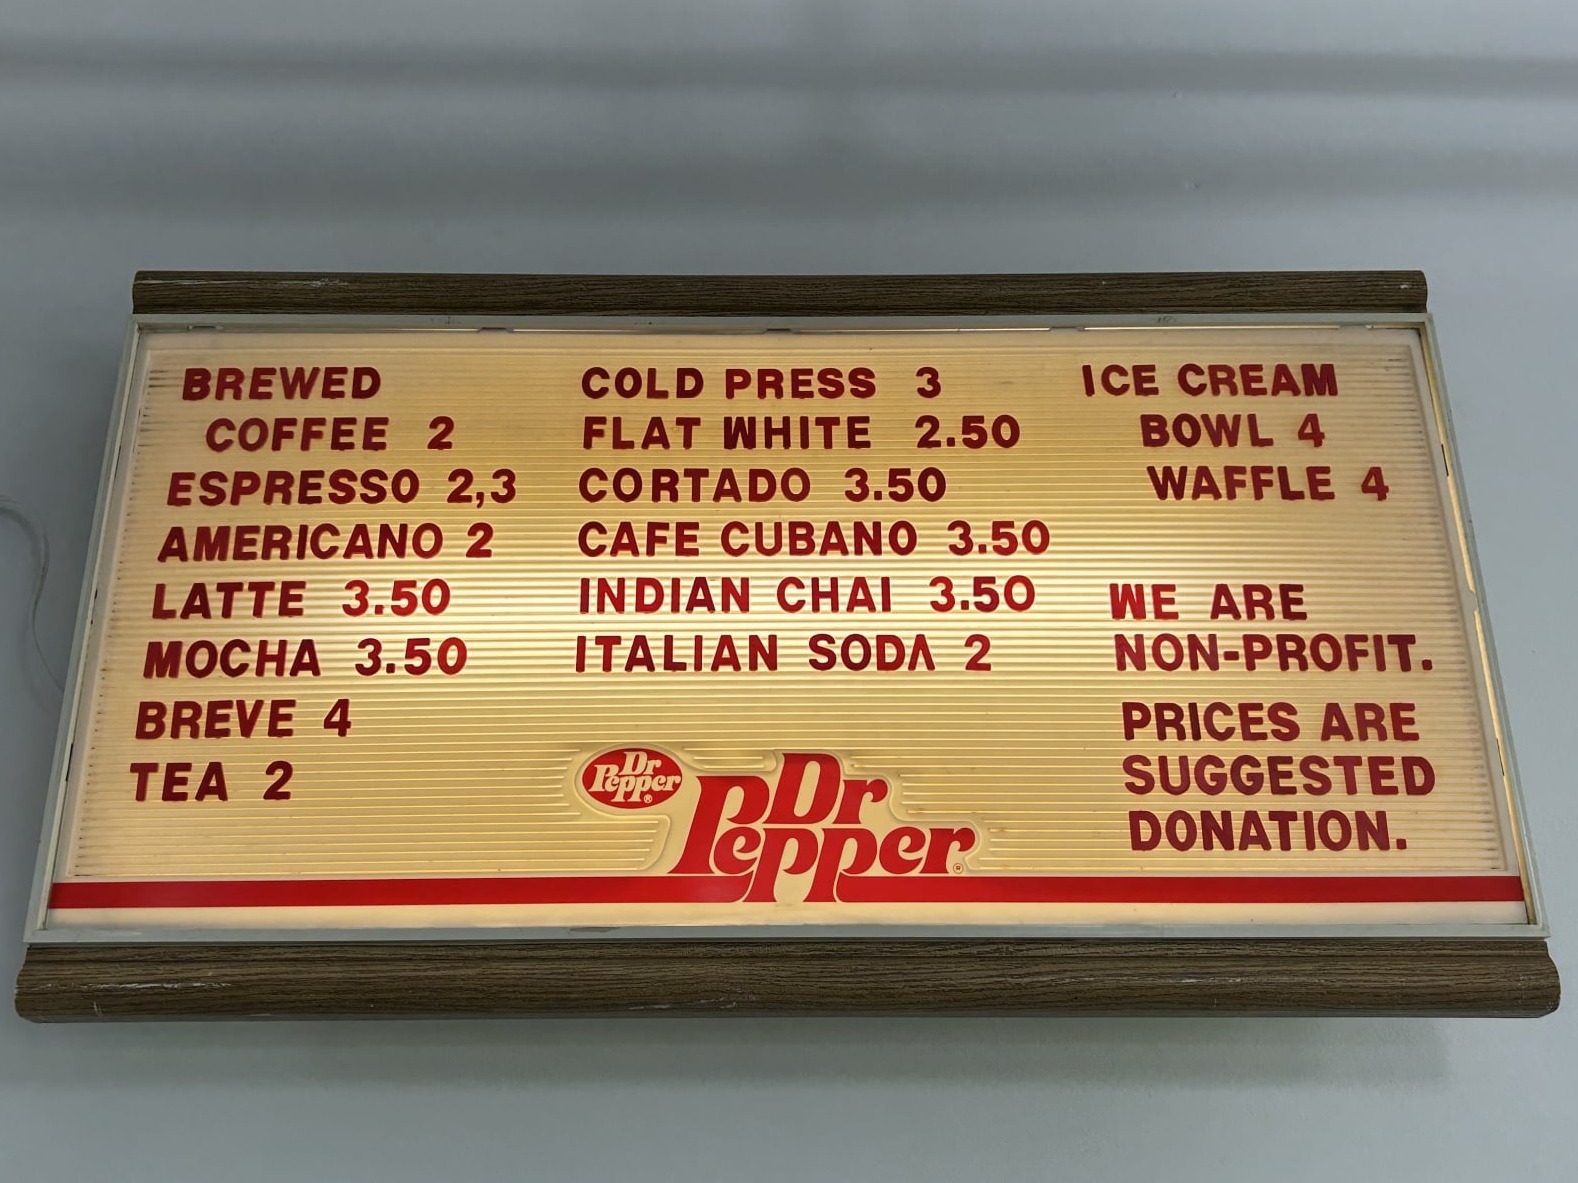 BREWED
COFFEE 2
ESPRESSO 2,3
AMERICANO 2
LATTE 3.50
MOCHA 3.50
BREVE 4
TEA 2
COLD PRESS 3
FLAT WHITE 2.50
CORTADO 3.50
CAFE CUBANO 3.50
INDIAN CHAI 3.50
ITALIAN SODA 2
ICE CREAM
BOWL 4
WAFFLE 4
WE ARE
NON-PROFIT.
PRICES ARE
SUGGESTED
DONATION.
Dr
Pepper®
Dr
Pepper®